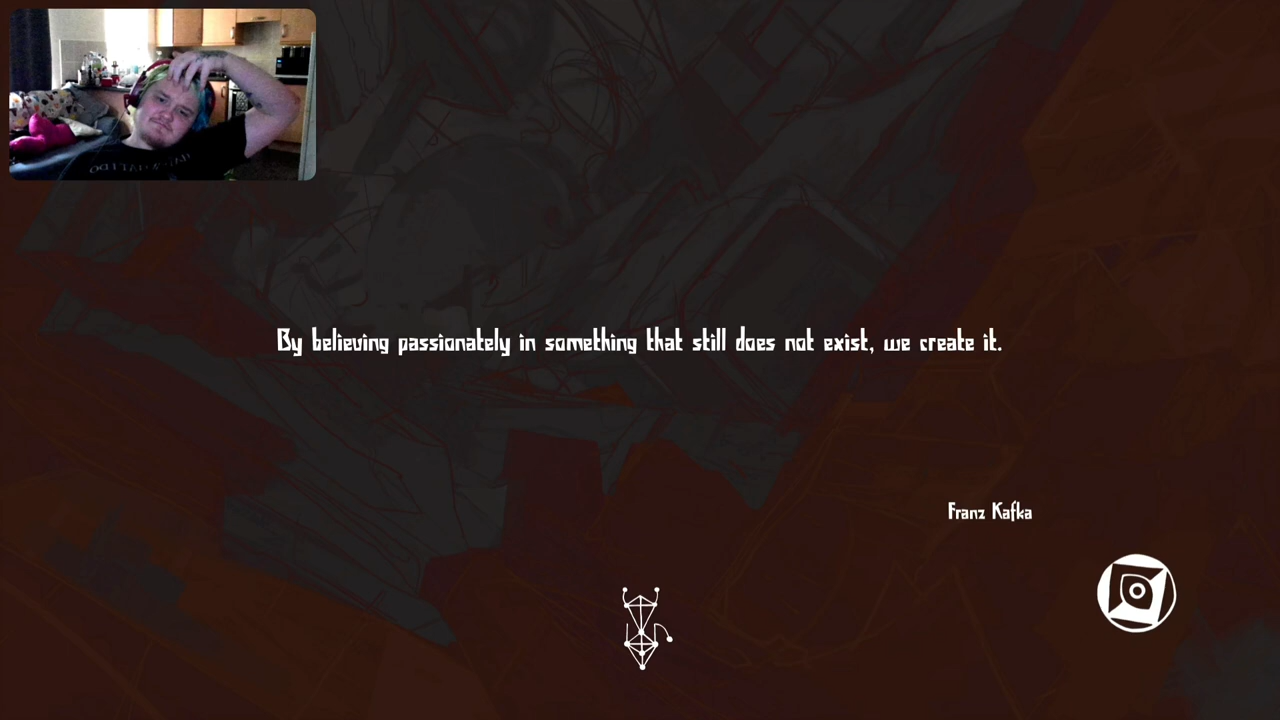 By believing passionately in something that still does not exist, we create it.
Franz Kafka